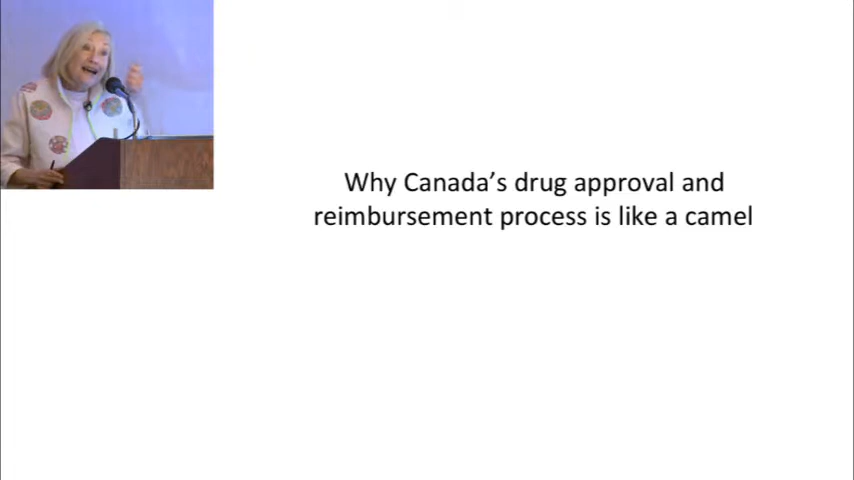 Why Canada’s drug approval and
reimbursement process is like a camel